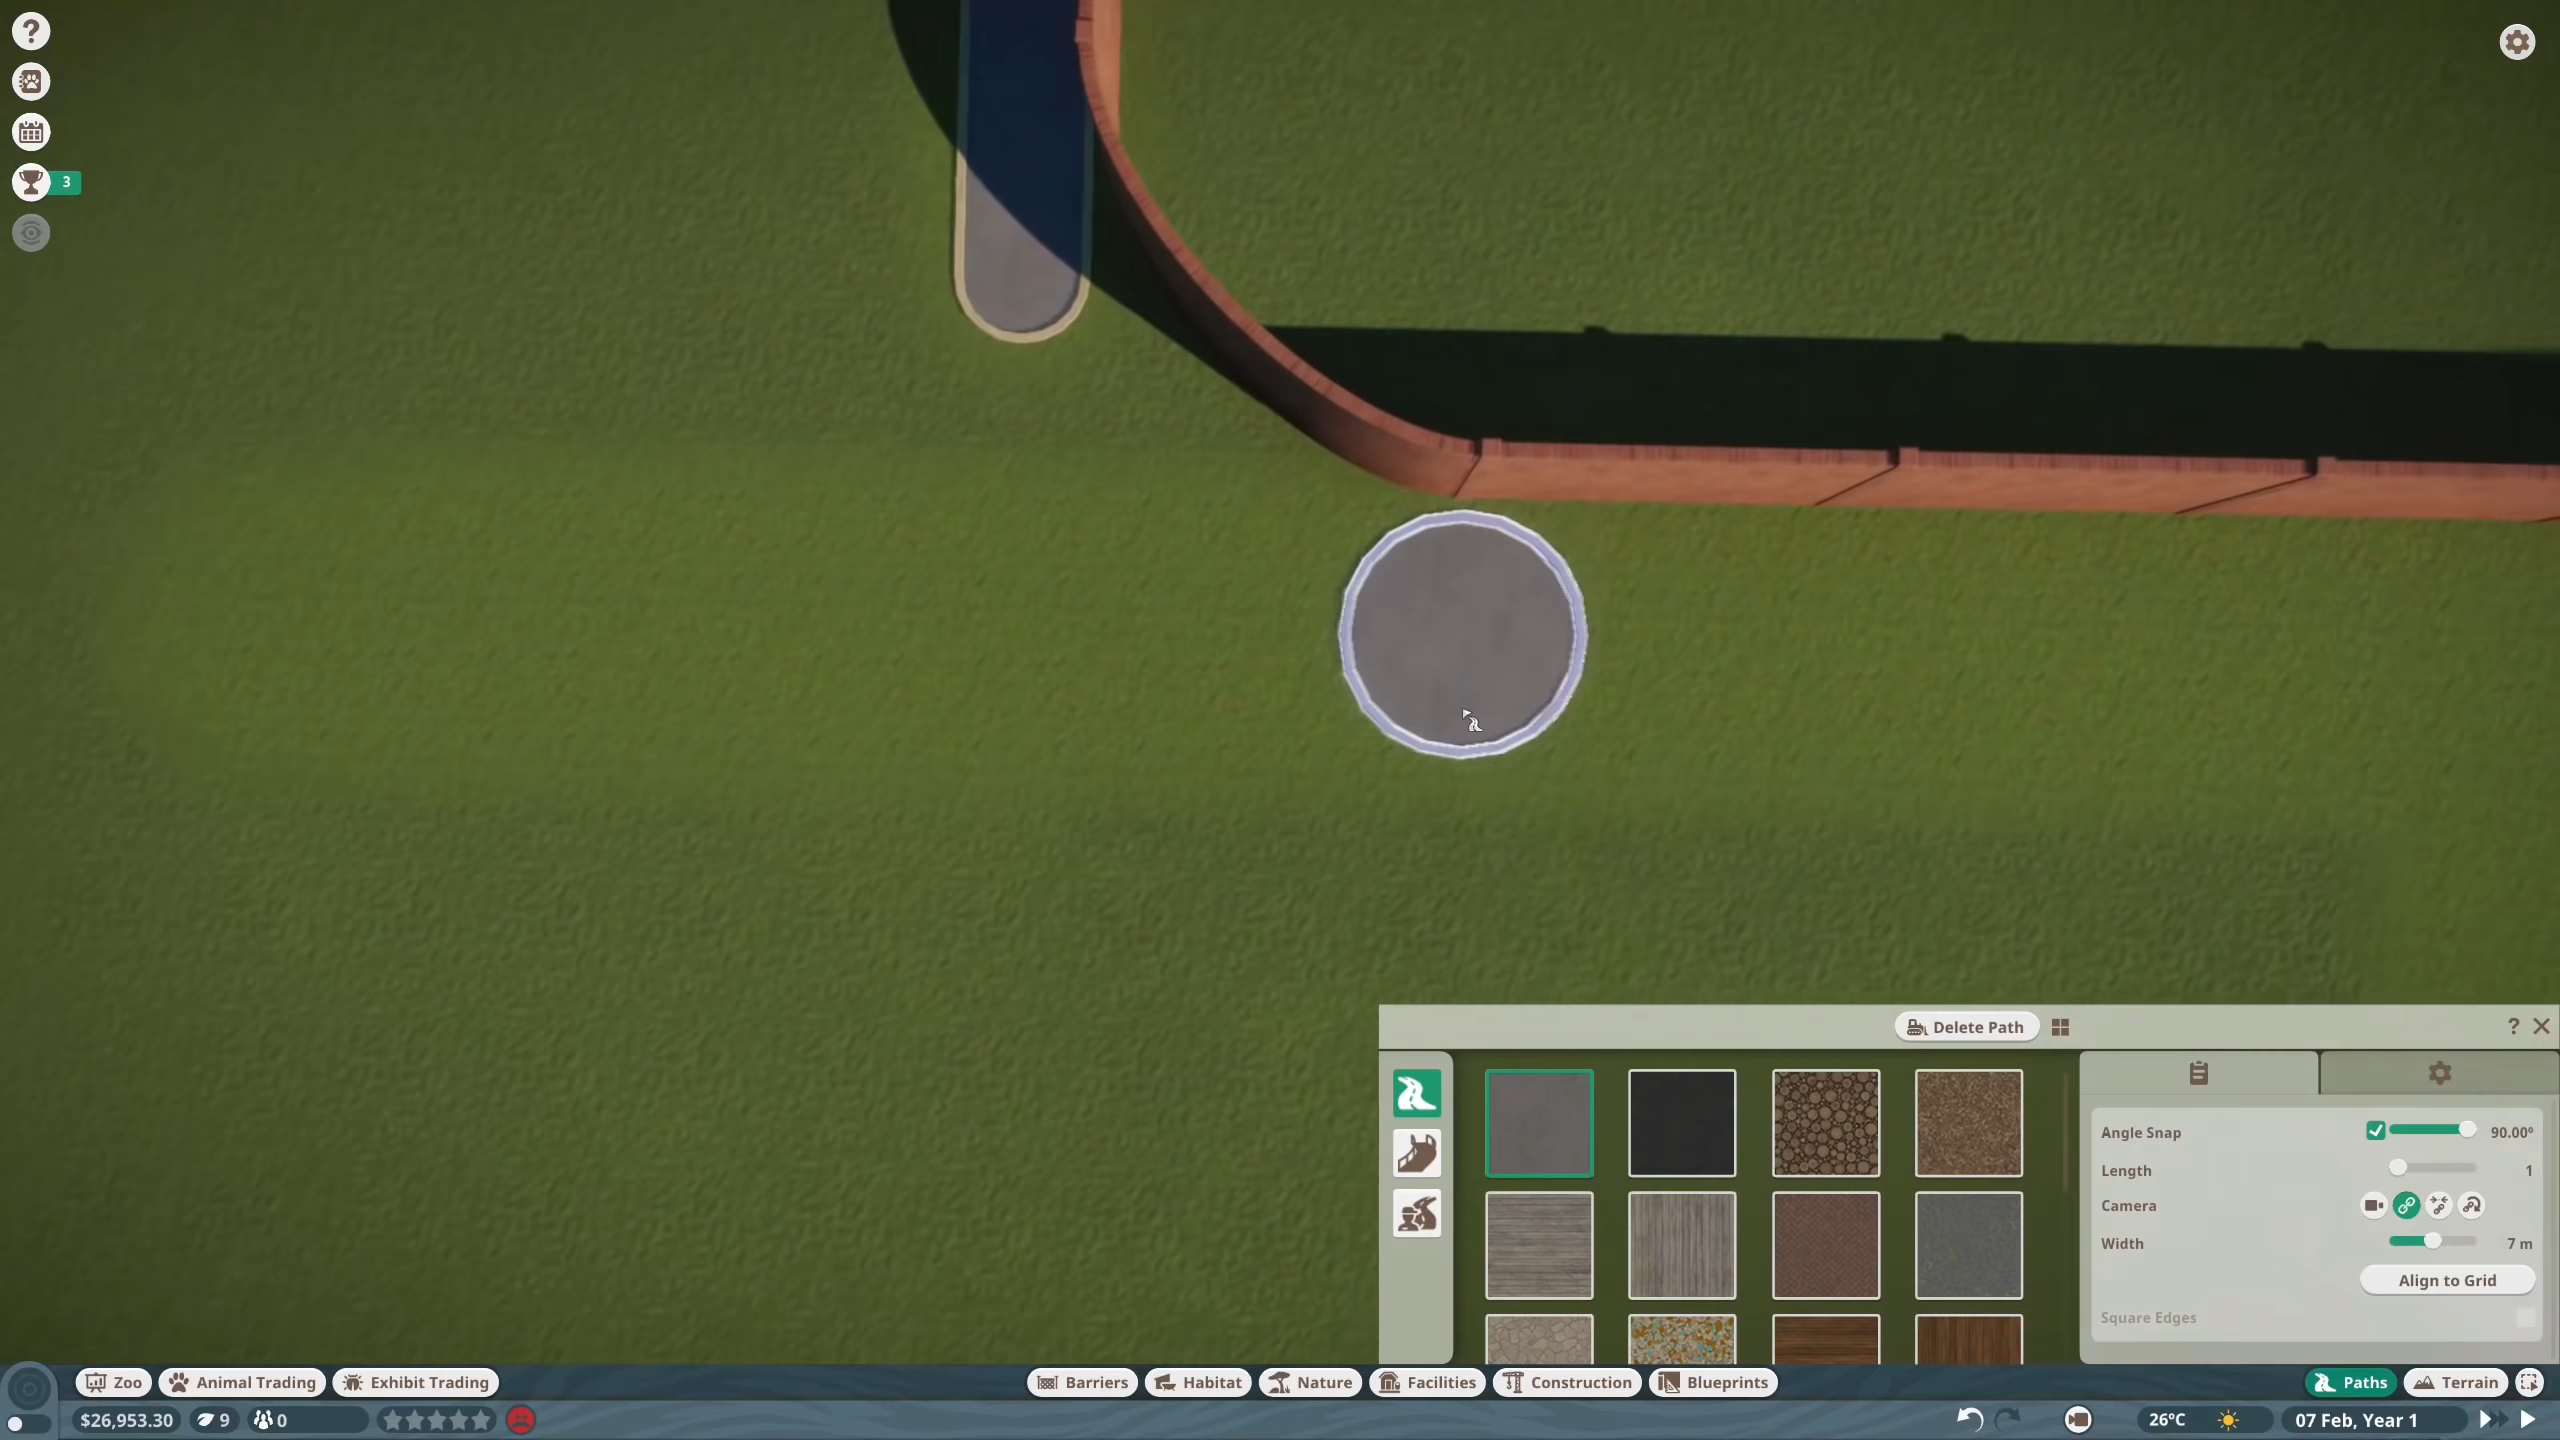 ?
3
Delete Path
?
Angle Snap 90.00°
Length 1
Camera
Width 7 m
Align to Grid
Square Edges
Zoo Animal Trading Exhibit Trading Barriers Habitat Nature Facilities Construction Blueprints Paths Terrain
$26,953.30 9 0 26°C 07 Feb, Year 1